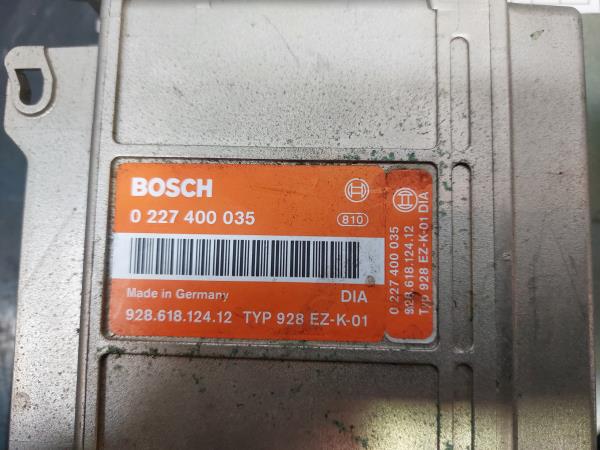 BOSCH
0 227 400 035
810
Made in Germany DIA
928.618.124.12 TYP 928 EZ-K-01
0 227 400 035
928.618.124.12
Typ 928 EZ-K-01 DIA